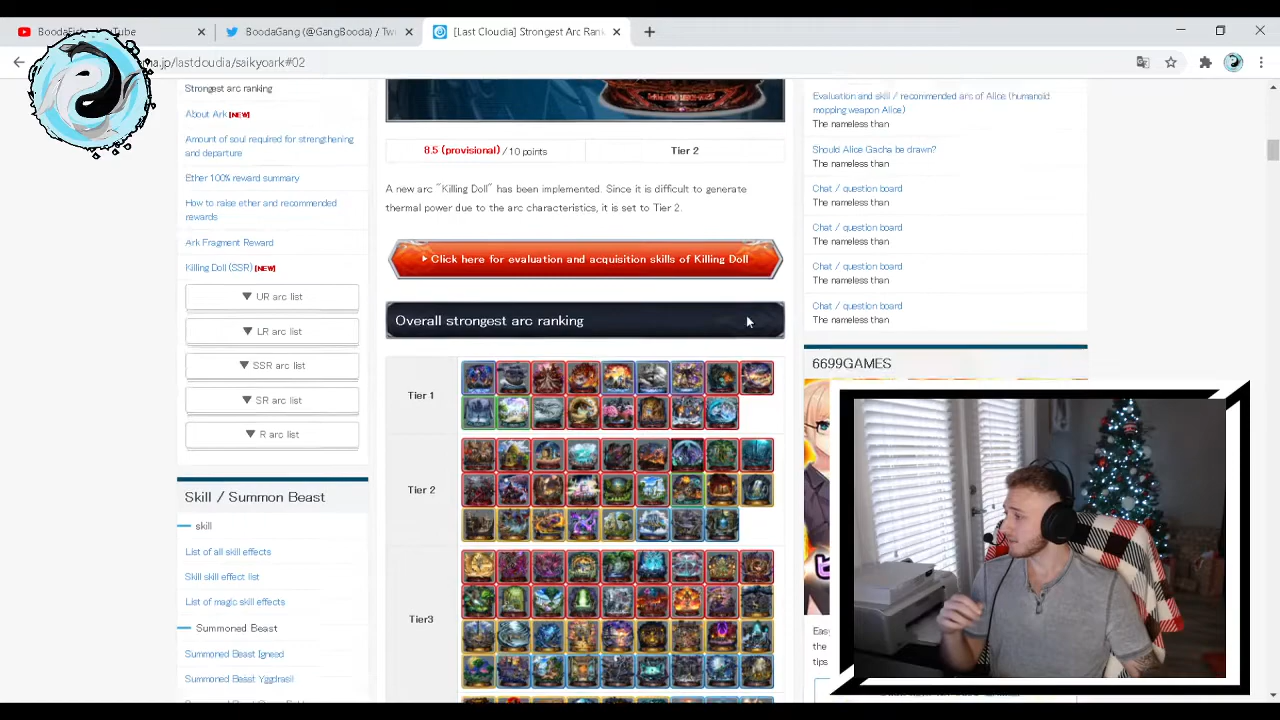 BoodaGang (@GangBooda) / Twi
[Last Cloudia] Strongest Arc Rank
ma.jp/lastcloudia/saikyoark#02
Strongest arc ranking
About Ark [NEW]
Amount of soul required for strengthening
and departure
Ether 100% reward summary
How to raise ether and recommended
rewards
Ark Fragment Reward
Killing Doll (SSR) [NEW]
▼ UR arc list
▼ LR arc list
▼ SSR arc list
▼ SR arc list
▼ R arc list
Skill / Summon Beast
skill
List of all skill effects
Skill skill effect list
List of magic skill effects
Summoned Beast
Summoned Beast Igneed
Summoned Beast Yggdrasil
8.5 (provisional) / 10 points
Tier 2
A new arc "Killing Doll" has been implemented. Since it is difficult to generate
thermal power due to the arc characteristics, it is set to Tier 2.
Click here for evaluation and acquisition skills of Killing Doll
Overall strongest arc ranking
Tier 1
Tier 2
Tier3
Evaluation and skill / recommended arcs of Alice (humanoid
mopping weapon Alice)
The nameless than
Should Alice Gacha be drawn?
The nameless than
Chat / question board
The nameless than
Chat / question board
The nameless than
Chat / question board
The nameless than
Chat / question board
The nameless than
6699GAMES
Easy
the
tips